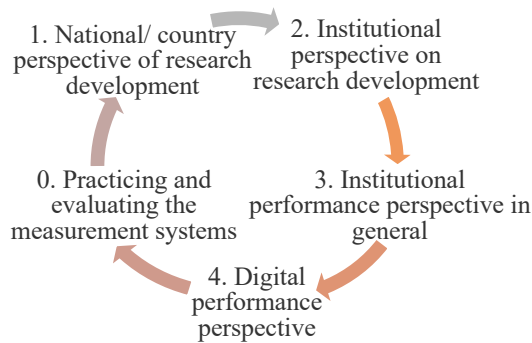 1. National/ country
perspective of research
development
2. Institutional
perspective on
research development
3. Institutional
performance perspective in
general
4. Digital
performance
perspective
0. Practicing and
evaluating the
measurement systems